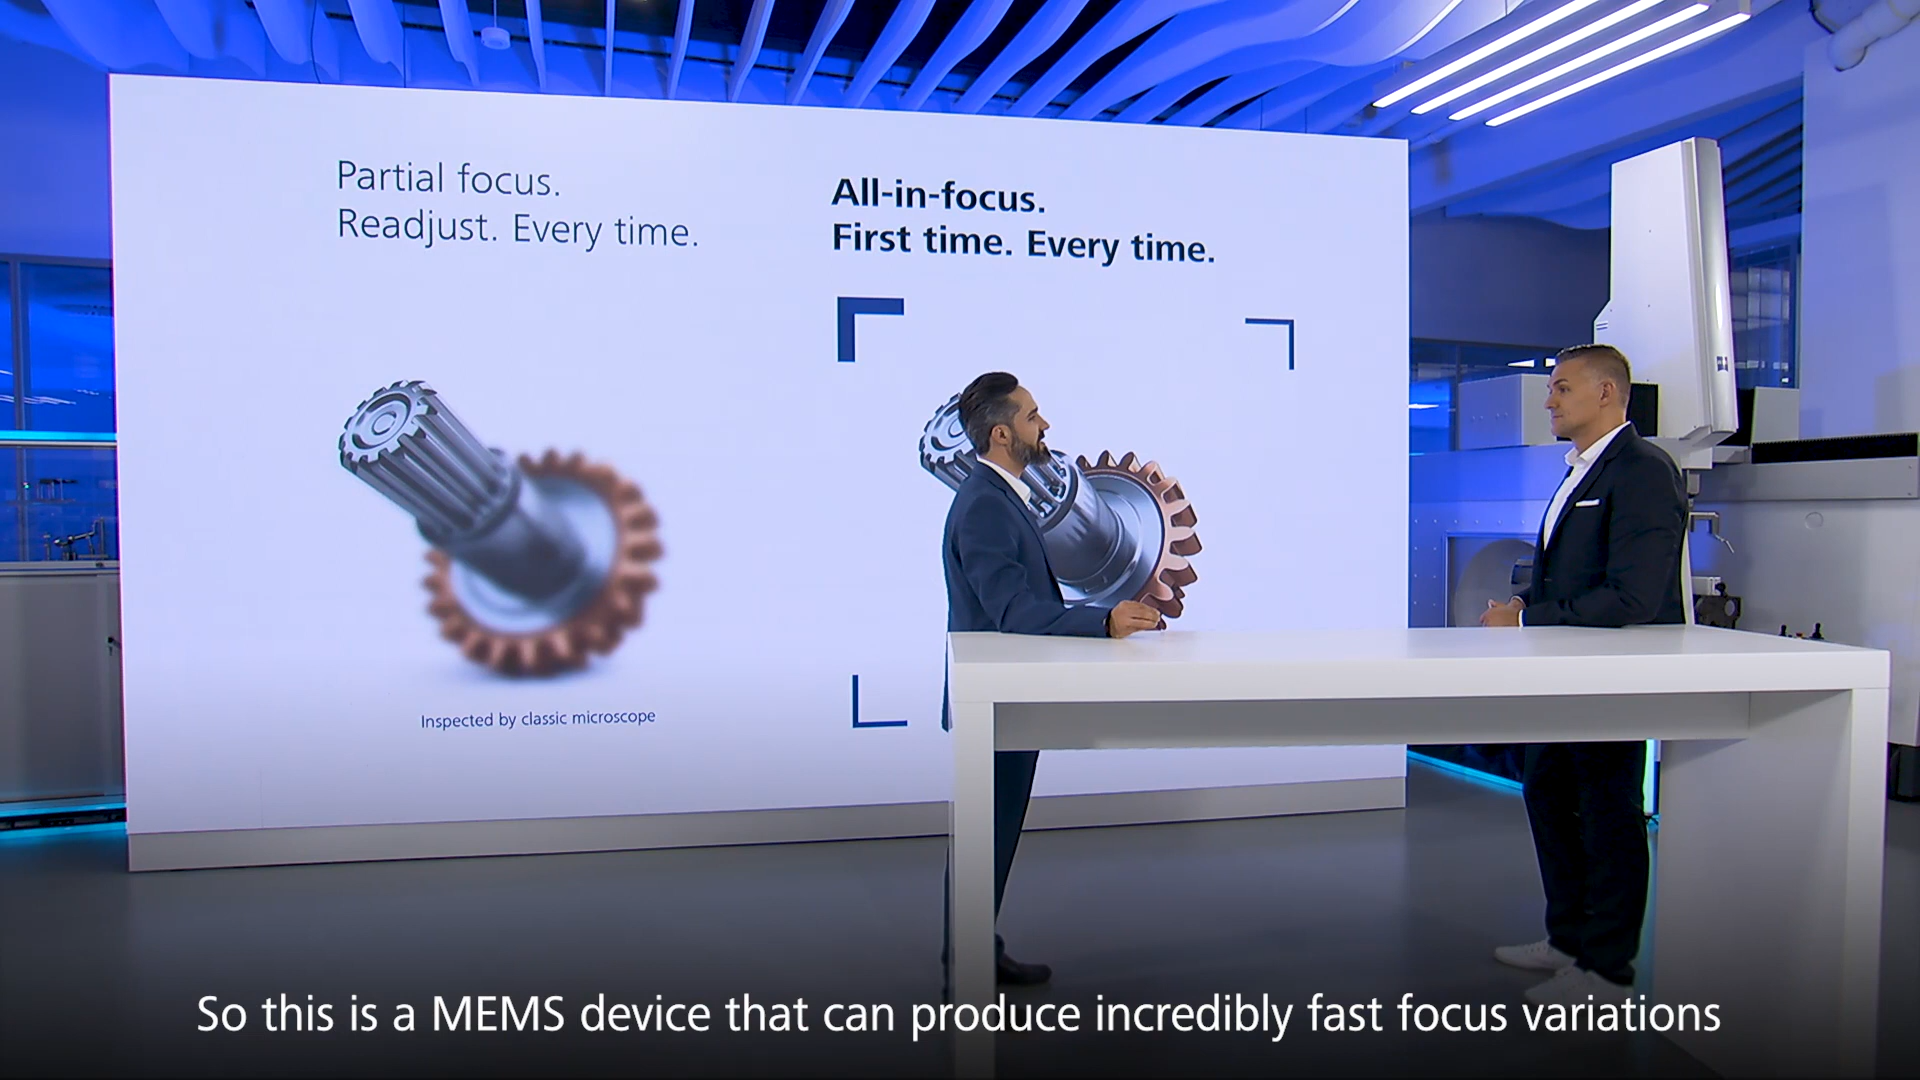 Partial focus.
Readjust. Every time.
All-in-focus.
First time. Every time.
Inspected by classic microscope
So this is a MEMS device that can produce incredibly fast focus variations